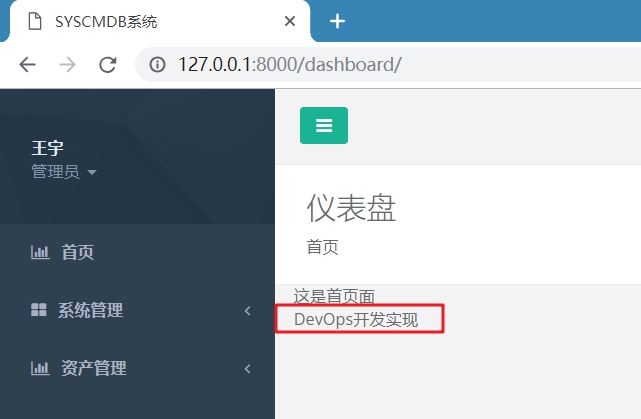 SYSCMDB系统
127.0.0.1:8000/dashboard/
王宇
管理员
仪表盘
首页
首页
系统管理
资产管理
这是首页面
DevOps开发实现